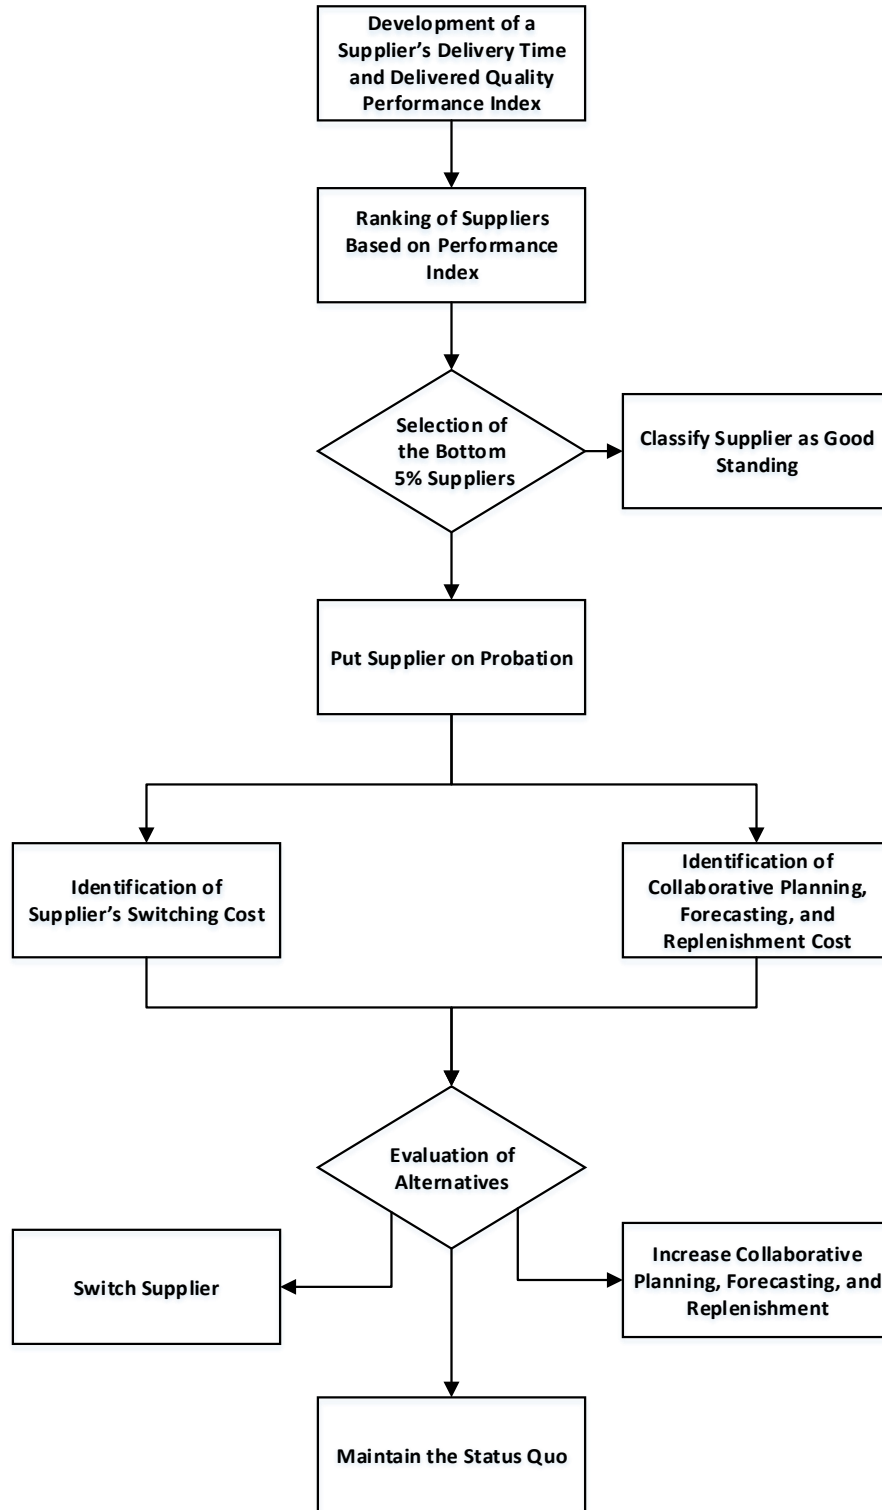 Development of a
Supplier’s Delivery Time
and Delivered Quality
Performance Index
Ranking of Suppliers
Based on Performance
Index
Selection of
the Bottom
5% Suppliers
Classify Supplier as Good
Standing
Put Supplier on Probation
Identification of
Supplier’s Switching Cost
Identification of
Collaborative Planning,
Forecasting, and
Replenishment Cost
Evaluation of
Alternatives
Switch Supplier
Increase Collaborative
Planning, Forecasting, and
Replenishment
Maintain the Status Quo